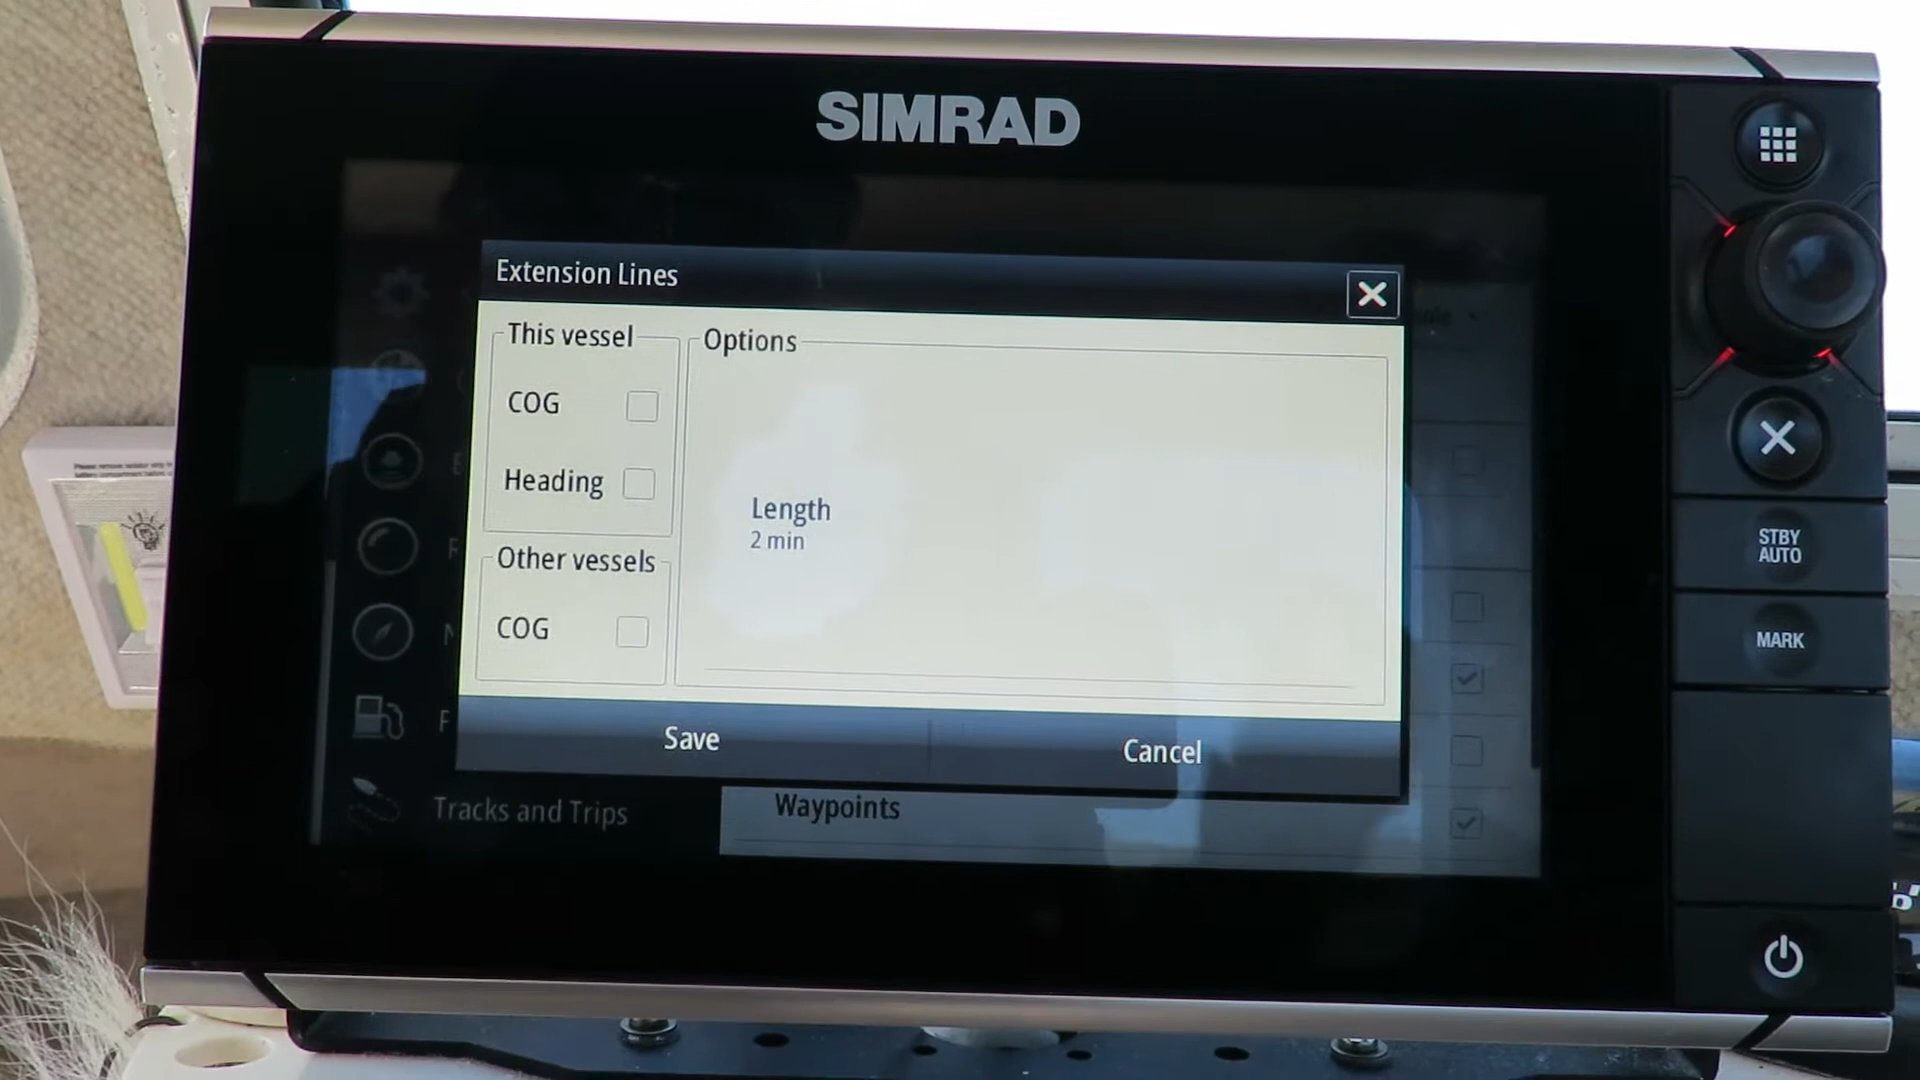 SIMRAD
Extension Lines
This vessel
Options
COG
Heading
Length
2 min
Other vessels
COG
Save
Cancel
Tracks and Trips
Waypoints
STBY
AUTO
MARK